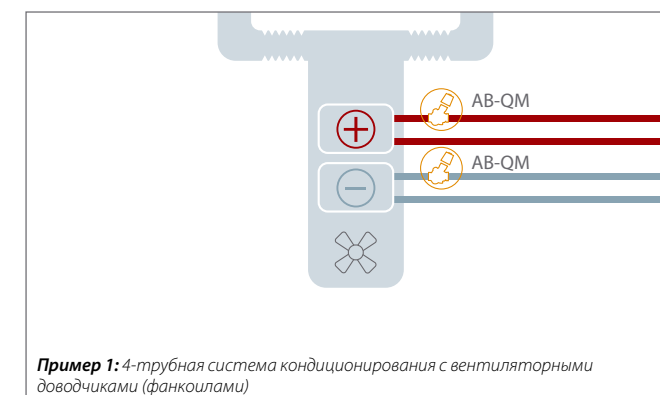 AB-QM
AB-QM
Пример 1: 4-трубная система кондиционирования с вентиляторными
доводчиками (фанкоилами)